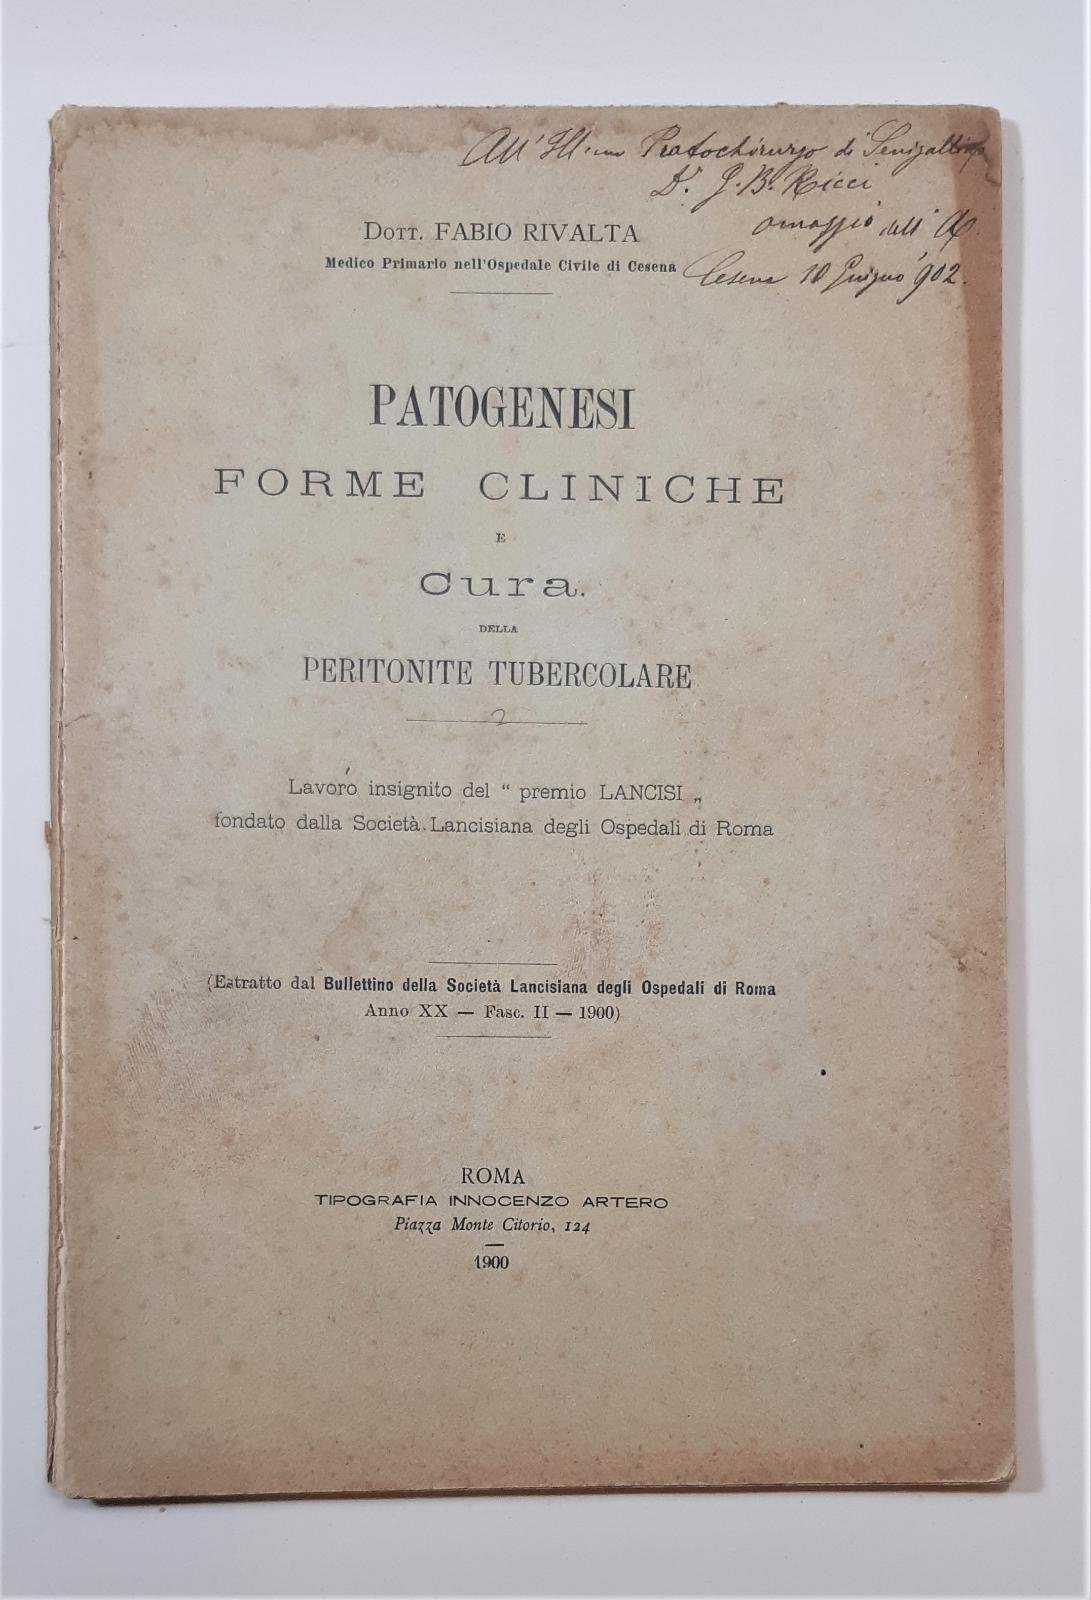 All' Ill.mo Protochirurgo di Senigallia
Dr. G. B. Ricci
omaggio dell' A.
Cesena 10 Giugno 902.
DOTT. FABIO RIVALTA
Medico Primario nell'Ospedale Civile di Cesena
PATOGENESI
FORME CLINICHE
E
Cura.
DELLA
PERITONITE TUBERCOLARE
2
Lavoro insignito del “ premio LANCISI „
fondato dalla Società Lancisiana degli Ospedali di Roma
(Estratto dal Bullettino della Società Lancisiana degli Ospedali di Roma
Anno XX — Fasc. II — 1900)
ROMA
TIPOGRAFIA INNOCENZO ARTERO
Piazza Monte Citorio, 124
1900